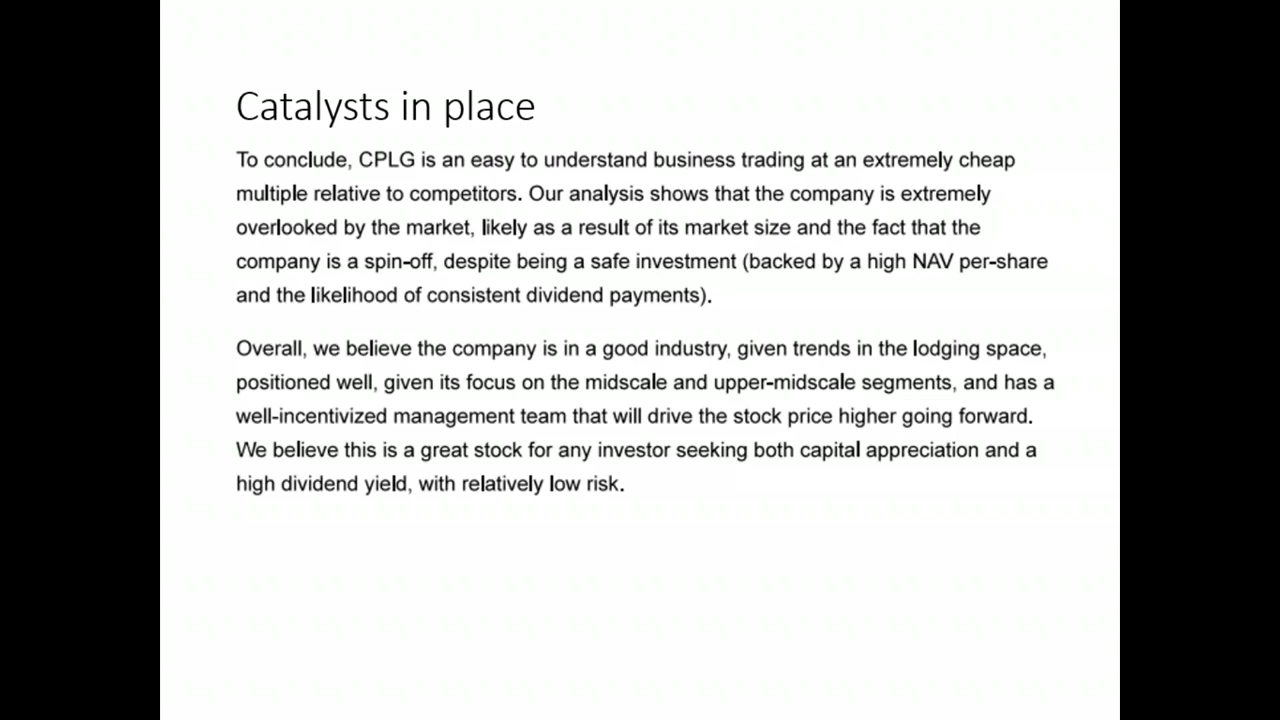 Catalysts in place
To conclude, CPLG is an easy to understand business trading at an extremely cheap
multiple relative to competitors. Our analysis shows that the company is extremely
overlooked by the market, likely as a result of its market size and the fact that the
company is a spin-off, despite being a safe investment (backed by a high NAV per-share
and the likelihood of consistent dividend payments).
Overall, we believe the company is in a good industry, given trends in the lodging space,
positioned well, given its focus on the midscale and upper-midscale segments, and has a
well-incentivized management team that will drive the stock price higher going forward.
We believe this is a great stock for any investor seeking both capital appreciation and a
high dividend yield, with relatively low risk.